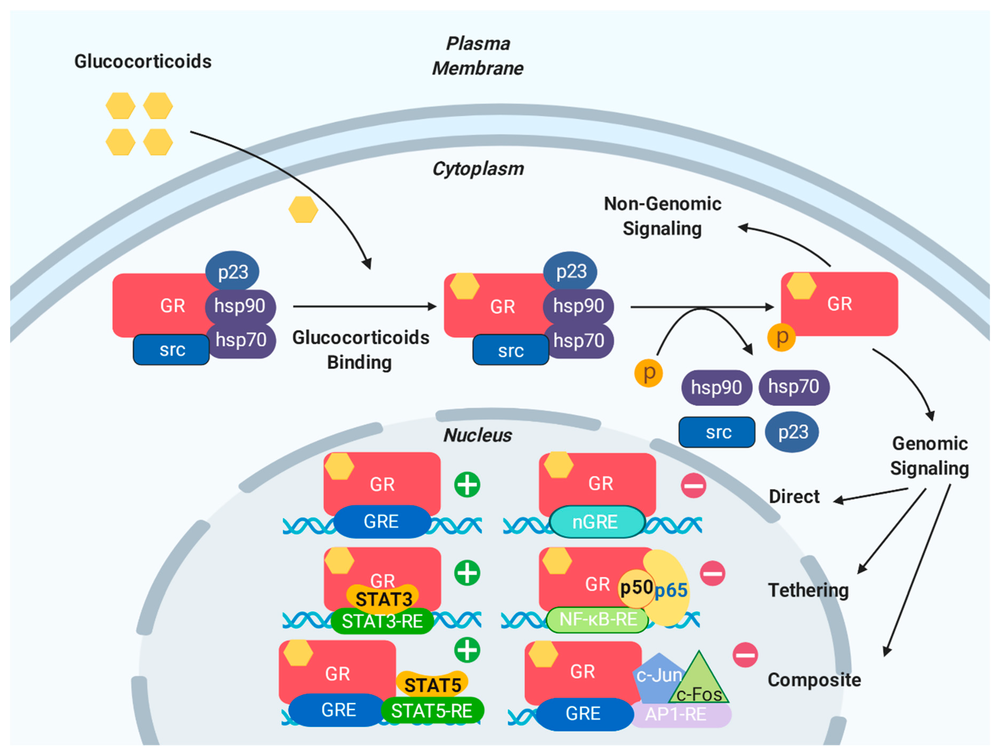 Plasma
Membrane
Glucocorticoids
Cytoplasm
Non-Genomic
Signaling
p23
GR
hsp90
hsp70
src
Glucocorticoids
Binding
p23
GR
hsp90
hsp70
src
GR
p
p
hsp90
hsp70
src
p23
Genomic
Signaling
Nucleus
GR
GRE
GR
nGRE
Direct
GR
STAT3
STAT3-RE
GR
p50
p65
NF-κB-RE
Tethering
GR
STAT5
GRE
STAT5-RE
GR
c-Jun
c-Fos
GRE
AP1-RE
Composite